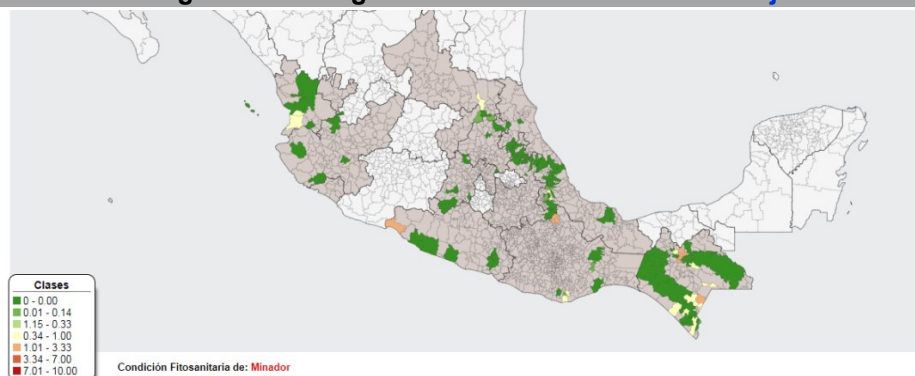 Clases
0 - 0.00
0.01 - 0.14
1.15 - 0.33
0.34 - 1.00
1.01 - 3.33
3.34 - 7.00
7.01 - 10.00
Condición Fitosanitaria de: Minador